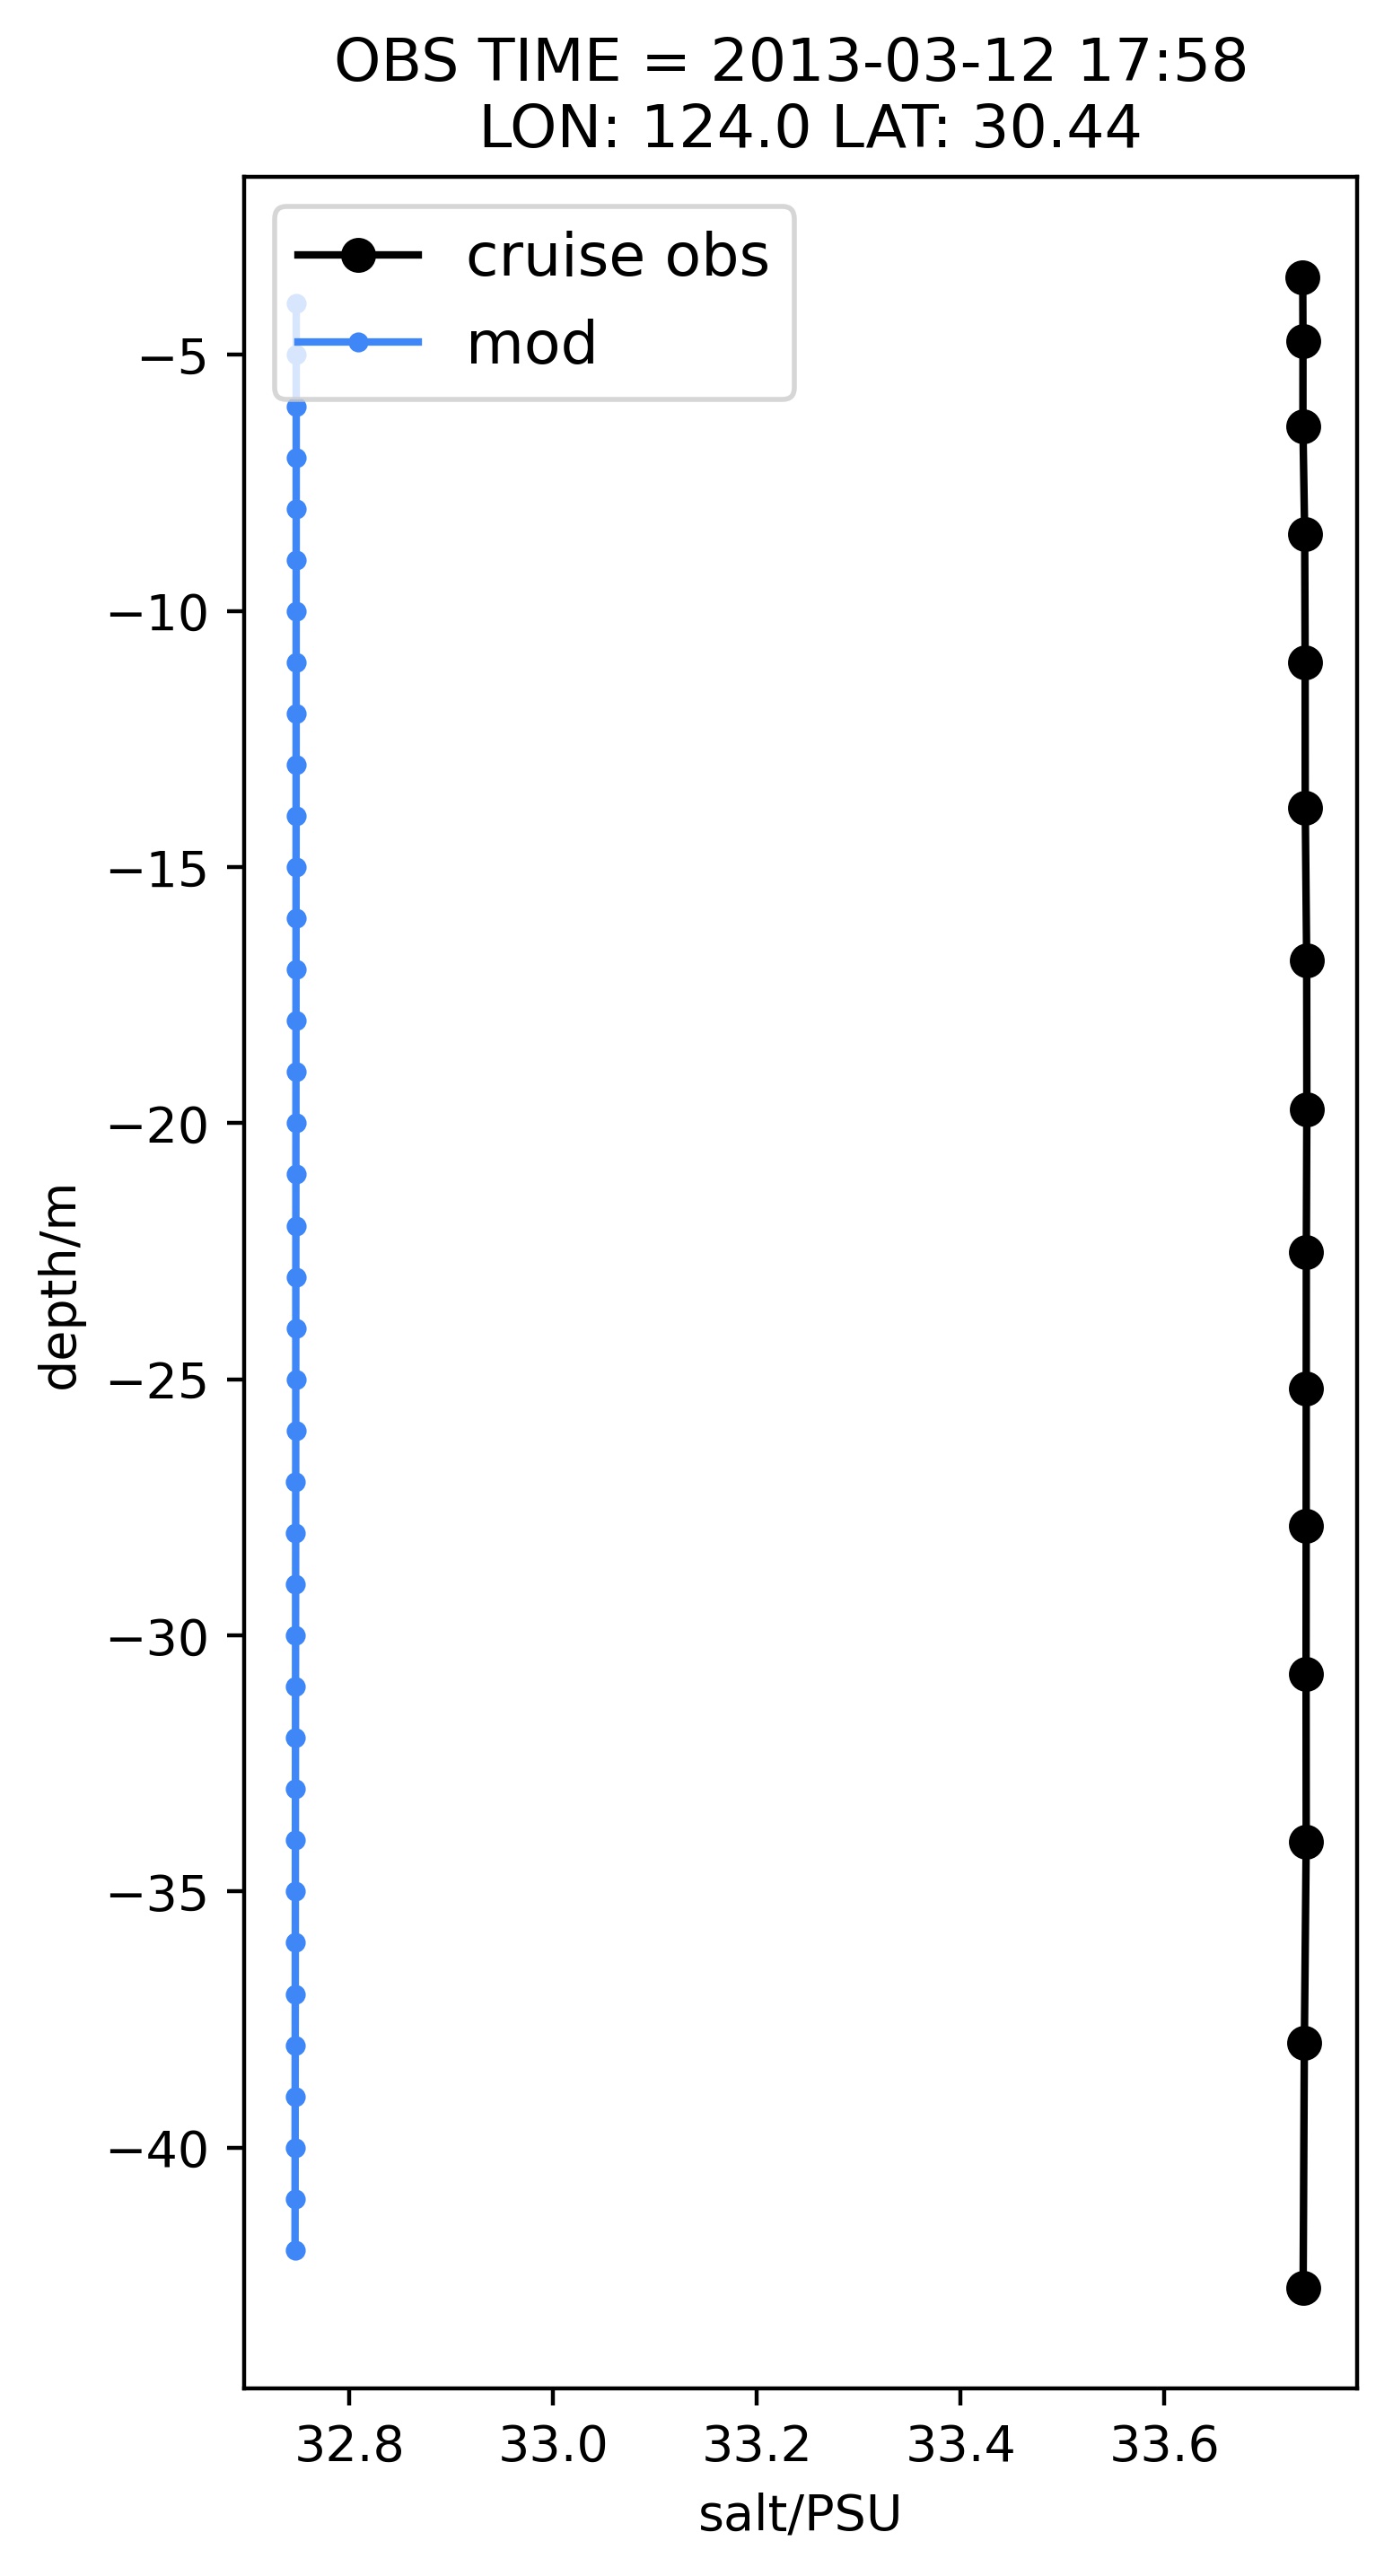 OBS TIME = 2013-03-12 17:58
LON: 124.0 LAT: 30.44
cruise obs
mod
−5
−10
−15
−20
−25
−30
−35
−40
depth/m
32.8 33.0 33.2 33.4 33.6
salt/PSU